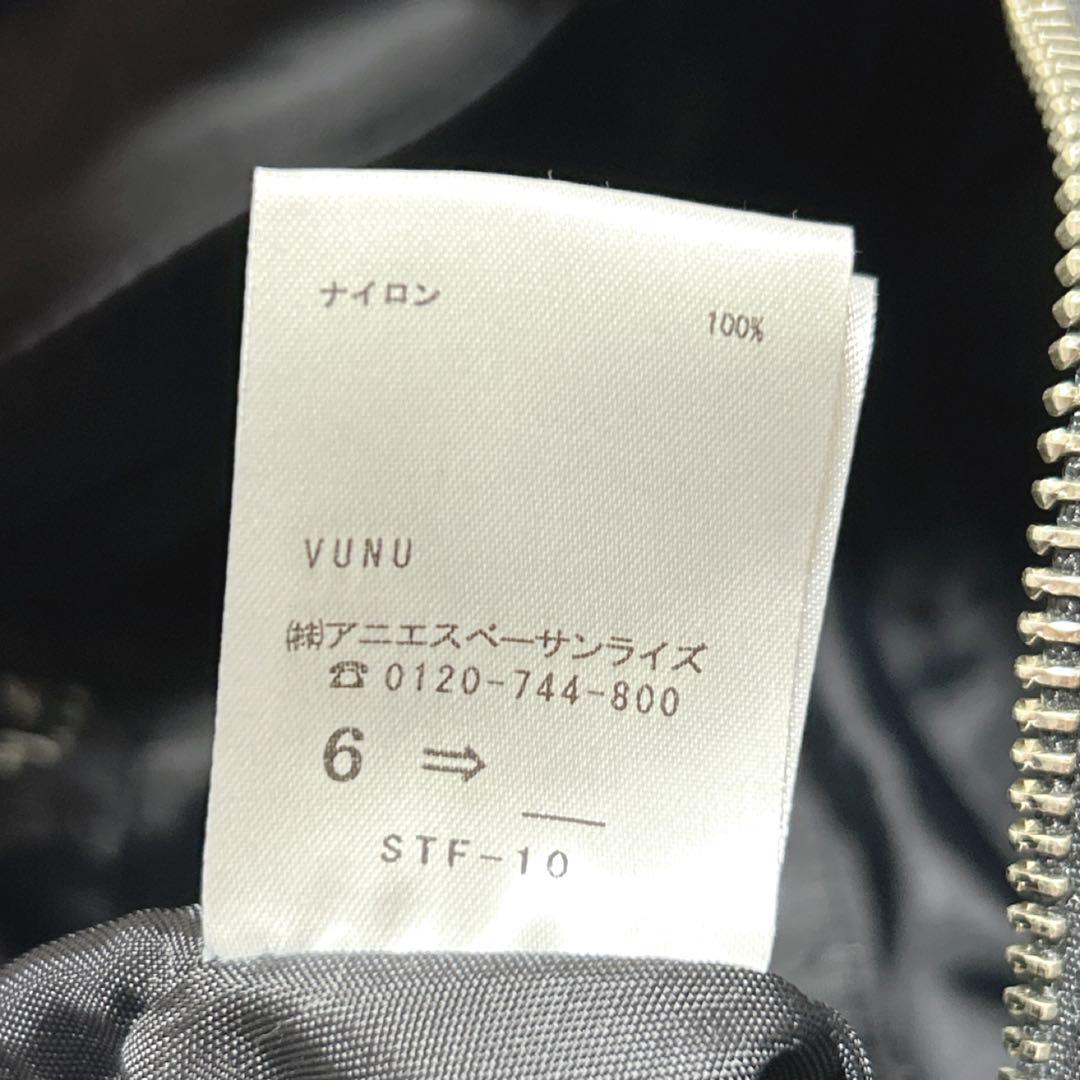 ナイロン 100%
VUNU
㈱アニエスベーサンライズ
☎0120-744-800
6 ⇒
STF-10